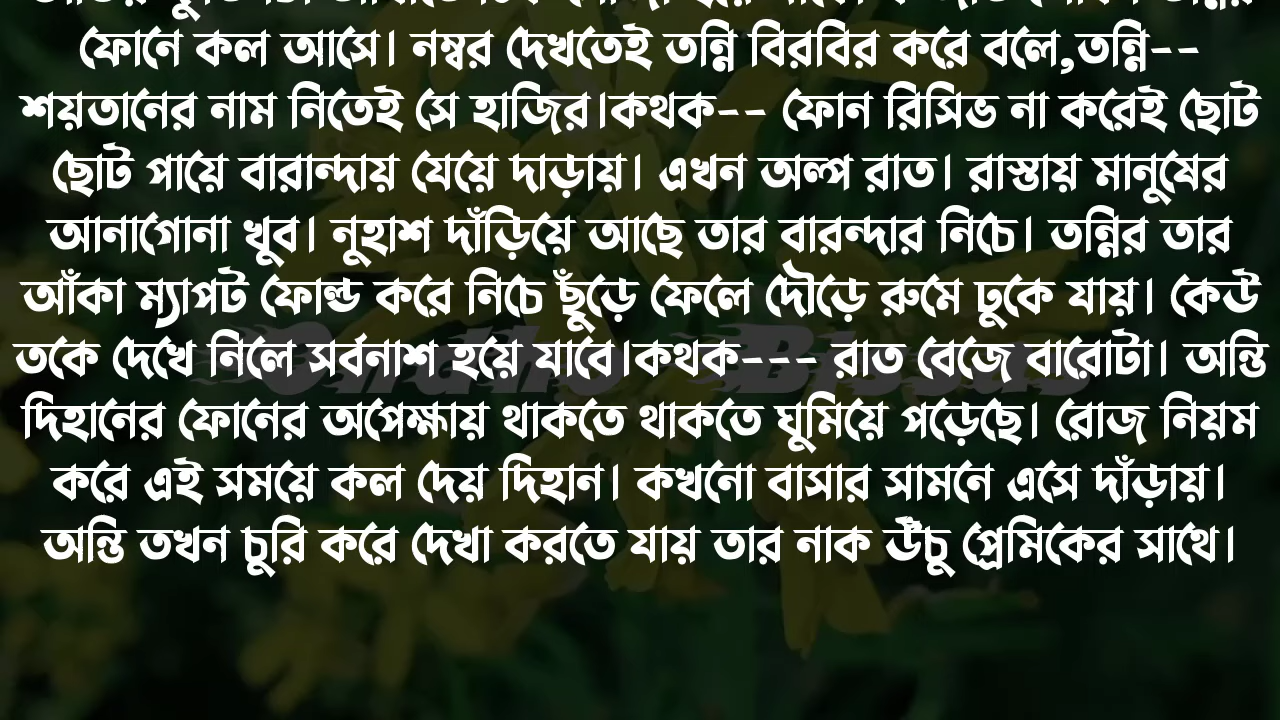 ফোনে কল আসে। নম্বর দেখতেই তন্নি বিরবির করে বলে,তন্নি--
শয়তানের নাম নিতেই সে হাজির।কথক-- ফোন রিসিভ না করেই ছোট
ছোট পায়ে বারান্দায় যেয়ে দাড়ায়। এখন অল্প রাত। রাস্তায় মানুষের
আনাগোনা খুব। নুহাশ দাঁড়িয়ে আছে তার বারন্দার নিচে। তন্নির তার
আঁকা ম্যাপট ফোল্ড করে নিচে ছুঁড়ে ফেলে দৌড়ে রুমে ঢুকে যায়। কেউ
তকে দেখে নিলে সর্বনাশ হয়ে যাবে।কথক--- রাত বেজে বারোটা। অন্তি
দিহানের ফোনের অপেক্ষায় থাকতে থাকতে ঘুমিয়ে পড়েছে। রোজ নিয়ম
করে এই সময়ে কল দেয় দিহান। কখনো বাসার সামনে এসে দাঁড়ায়।
অন্তি তখন চুরি করে দেখা করতে যায় তার নাক উঁচু প্রেমিকের সাথে।